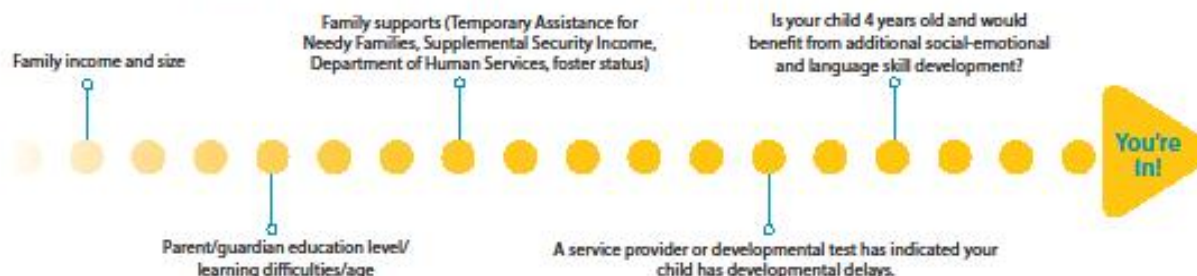 Family income and size
Family supports (Temporary Assistance for
Needy Families, Supplemental Security Income,
Department of Human Services, foster status)
Is your child 4 years old and would
benefit from additional social-emotional
and language skill development?
You're
In!
Parent/guardian education level/
learning difficulties/age
A service provider or developmental test has indicated your
child has developmental delays.